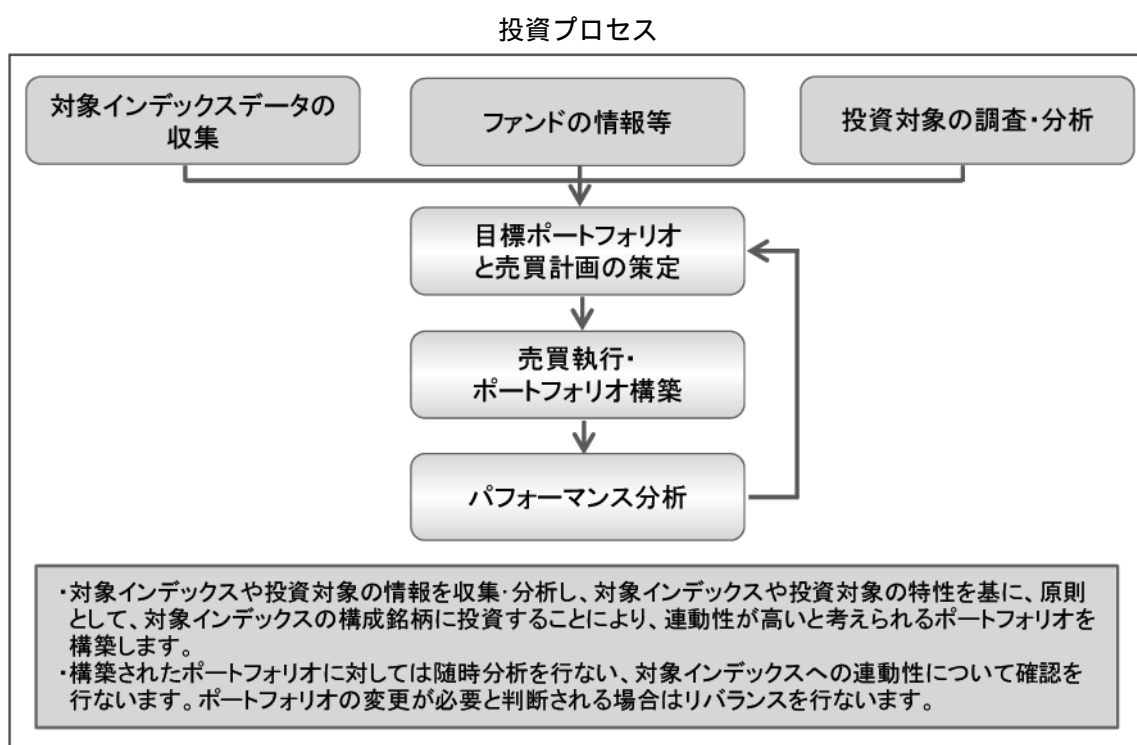 投資プロセス
対象インデックスデータの
収集
ファンドの情報等
投資対象の調査・分析
目標ポートフォリオ
と売買計画の策定
売買執行・
ポートフォリオ構築
パフォーマンス分析
・対象インデックスや投資対象の情報を収集・分析し、対象インデックスや投資対象の特性を基に、原則
として、対象インデックスの構成銘柄に投資することにより、連動性が高いと考えられるポートフォリオを
構築します。
・構築されたポートフォリオに対しては随時分析を行ない、対象インデックスへの連動性について確認を
行ないます。ポートフォリオの変更が必要と判断される場合はリバランスを行ないます。